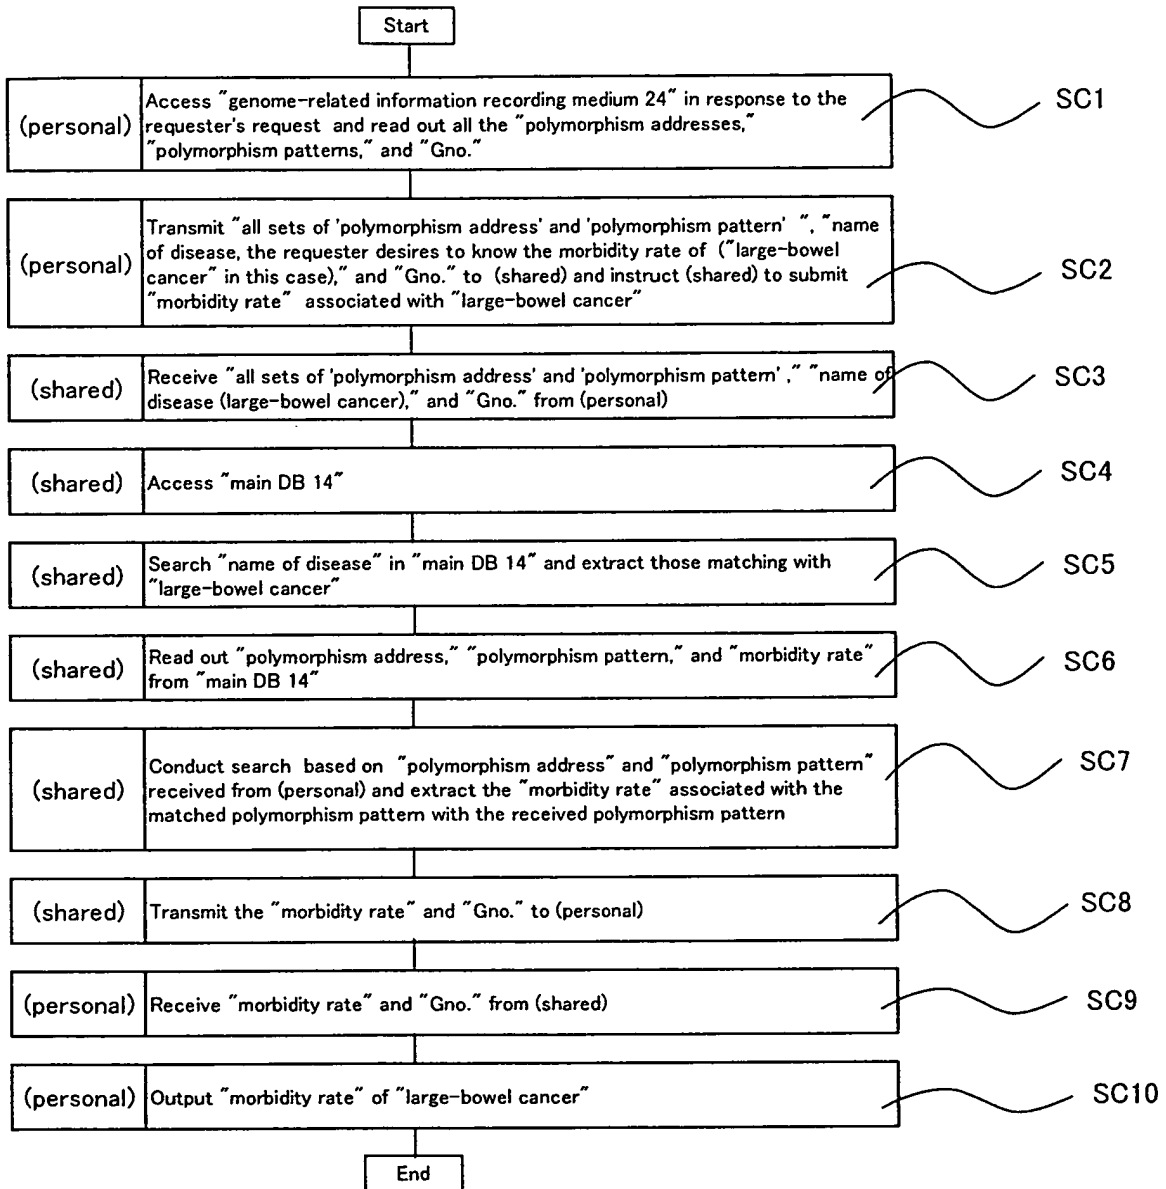 Start
(personal)
Access "genome-related information recording medium 24" in response to the
requester's request and read out all the "polymorphism addresses,"
"polymorphism patterns," and "Gno."
SC1
(personal)
Transmit "all sets of 'polymorphism address' and 'polymorphism pattern' ", "name
of disease, the requester desires to know the morbidity rate of ("large-bowel
cancer" in this case)," and "Gno." to (shared) and instruct (shared) to submit
"morbidity rate" associated with "large-bowel cancer"
SC2
(shared)
Receive "all sets of 'polymorphism address' and 'polymorphism pattern' ," "name of
disease (large-bowel cancer)," and "Gno." from (personal)
SC3
(shared)
Access "main DB 14"
SC4
(shared)
Search "name of disease" in "main DB 14" and extract those matching with
"large-bowel cancer"
SC5
(shared)
Read out "polymorphism address," "polymorphism pattern," and "morbidity rate"
from "main DB 14"
SC6
(shared)
Conduct search based on "polymorphism address" and "polymorphism pattern"
received from (personal) and extract the "morbidity rate" associated with the
matched polymorphism pattern with the received polymorphism pattern
SC7
(shared)
Transmit the "morbidity rate" and "Gno." to (personal)
SC8
(personal)
Receive "morbidity rate" and "Gno." from (shared)
SC9
(personal)
Output "morbidity rate" of "large-bowel cancer"
SC10
End